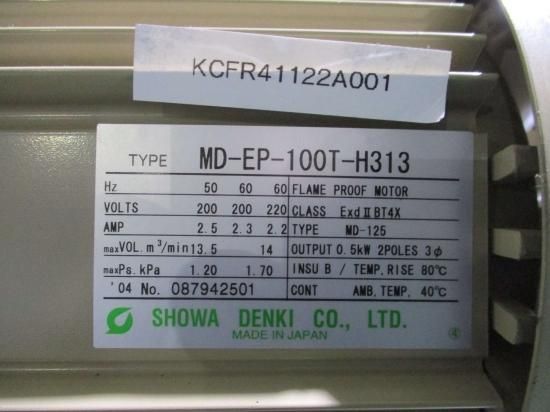 KCFR41122A001
TYPE MD-EP-100T-H313
Hz 50 60 60 FLAME PROOF MOTOR
VOLTS 200 200 220 CLASS ExdⅡBT4X
AMP 2.5 2.3 2.2 TYPE MD-125
maxVOL. m³/min 13.5 14 OUTPUT 0.5kW 2POLES 3ϕ
maxPs. kPa 1.20 1.70 INSU B / TEMP. RISE 80℃
'04 No. 087942501 CONT AMB. TEMP. 40℃
SHOWA DENKI CO., LTD.
MADE IN JAPAN ④